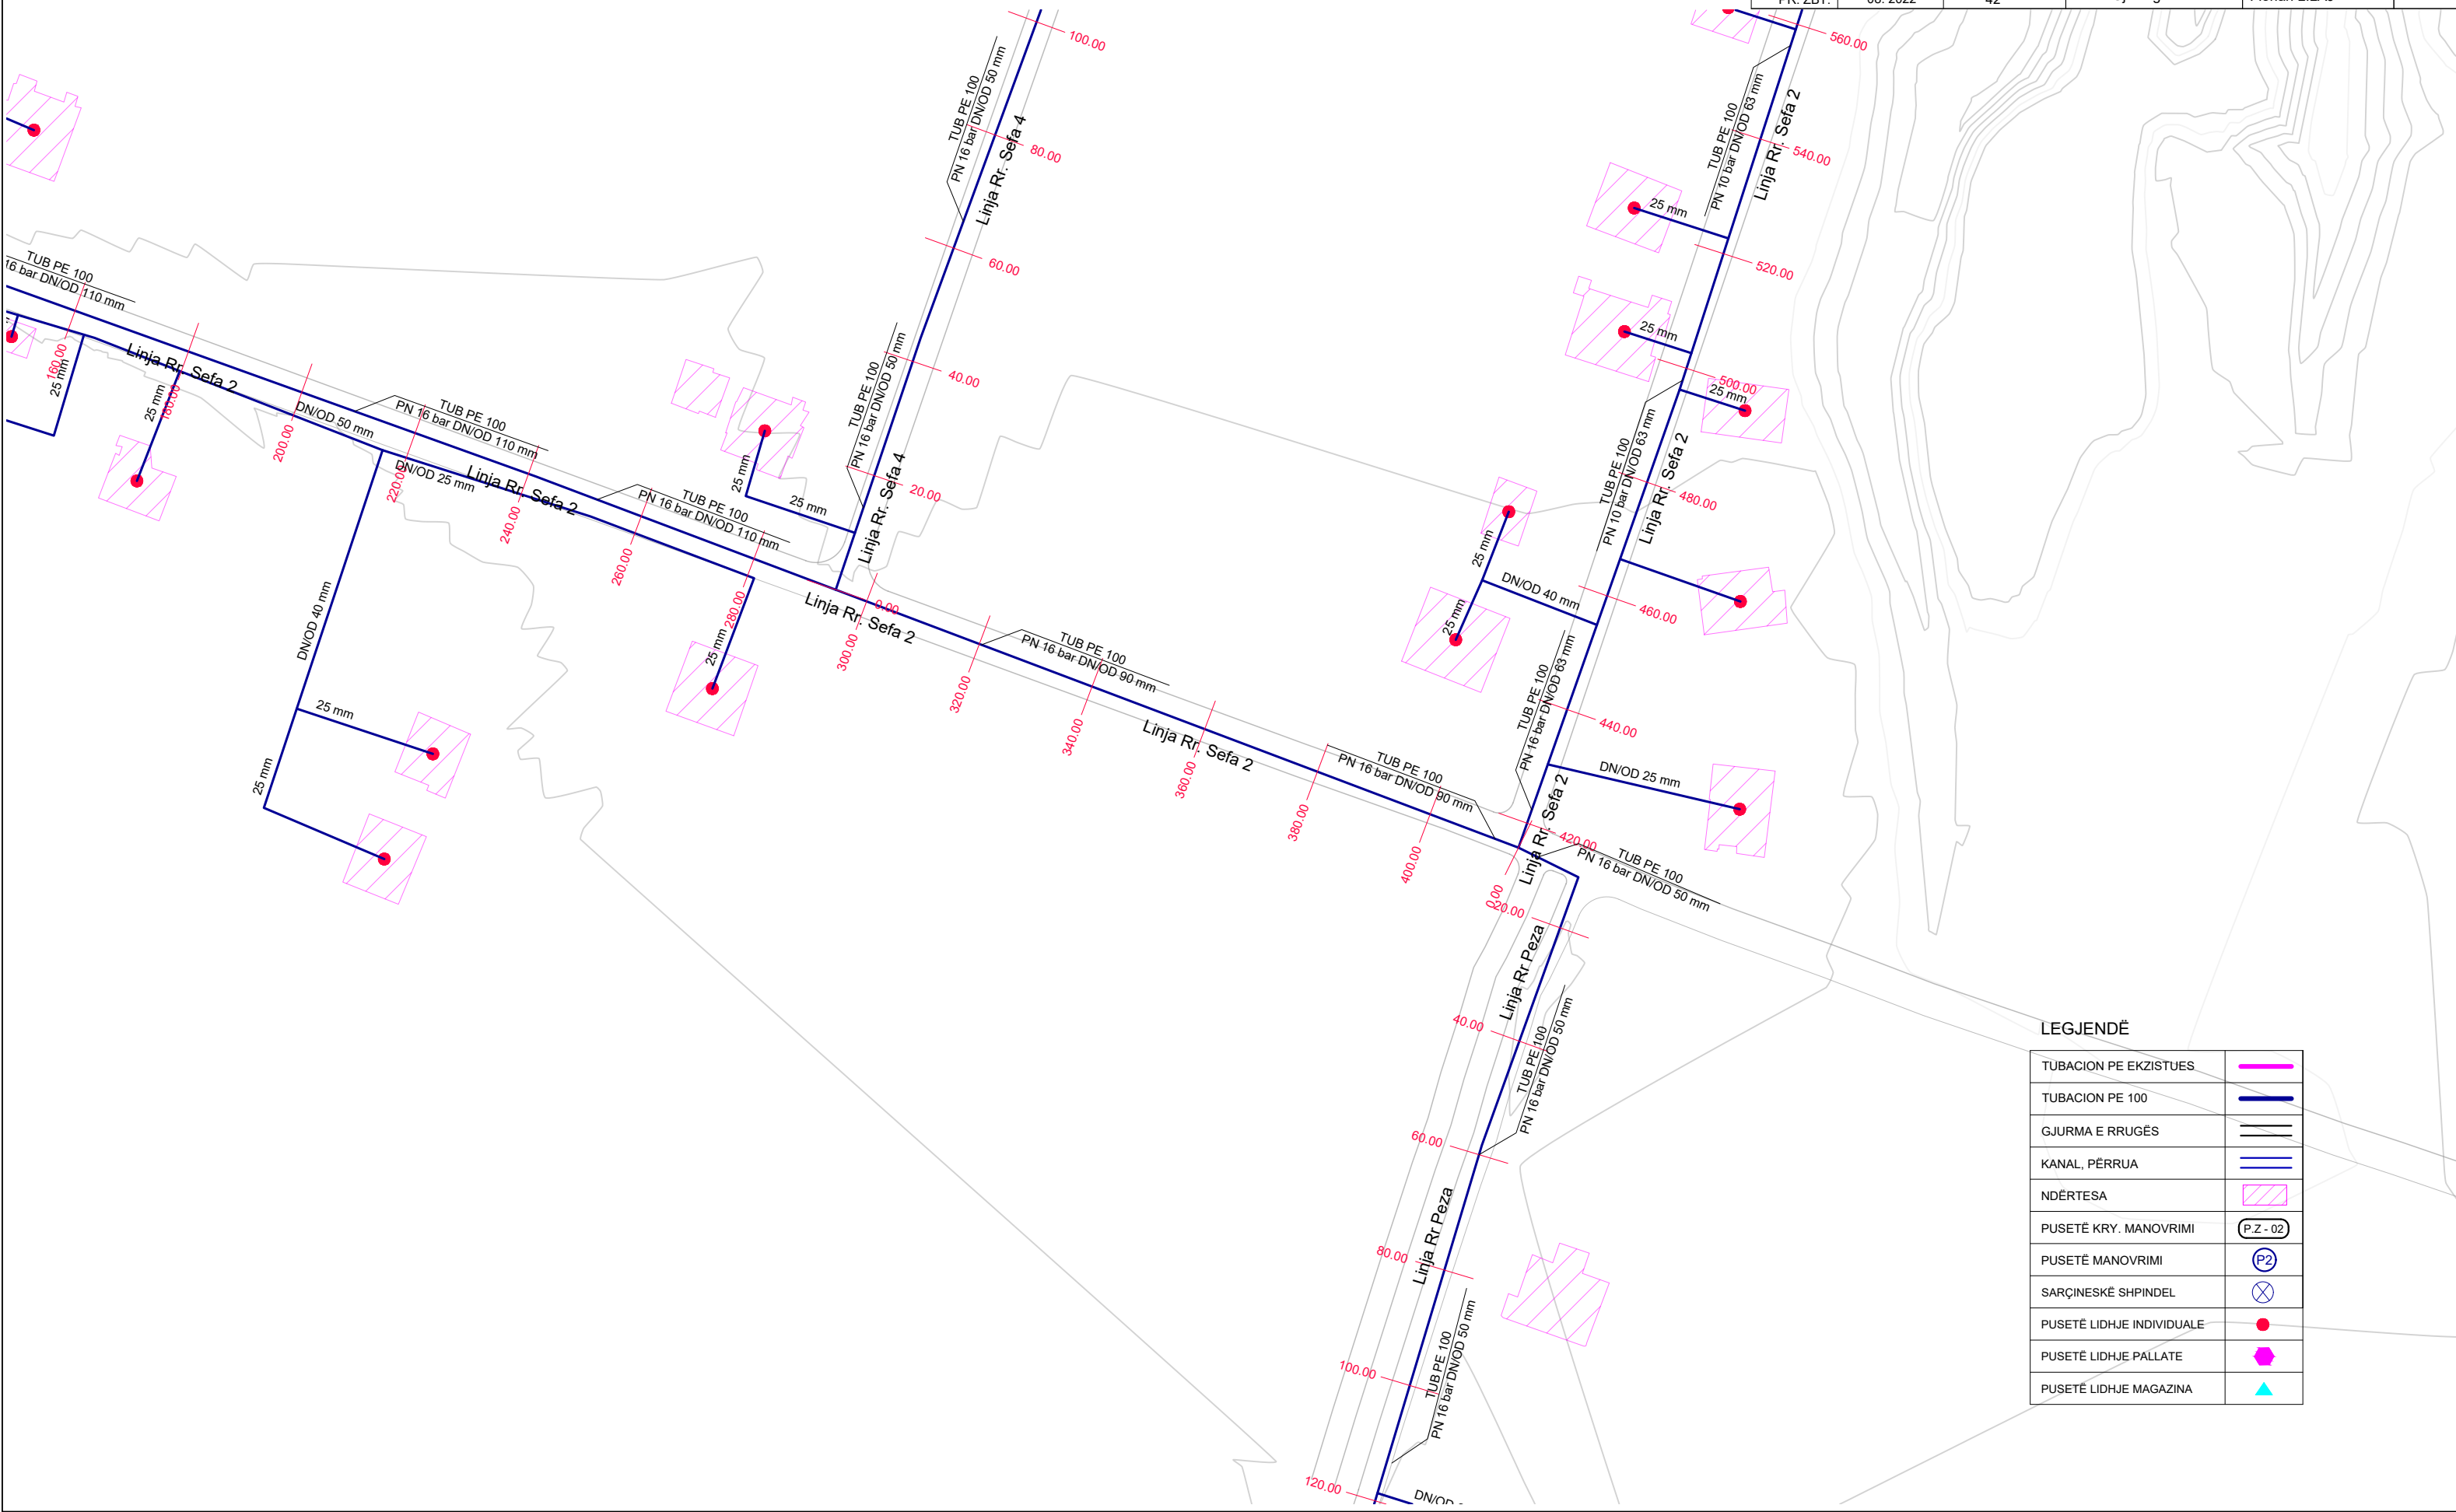 08. 2022
42
100.00
TUB PE 100
PN 16 bar DN/OD 50 mm
80.00
Linja Rr. Sefa 4
60.00
TUB PE 100
PN 16 bar DN/OD 50 mm
40.00
Linja Rr. Sefa 4
20.00
0.00
25 mm
25 mm
560.00
TUB PE 100
PN 10 bar DN/OD 63 mm
Linja Rr. Sefa 2
540.00
25 mm
520.00
25 mm
500.00
25 mm
TUB PE 100
PN 10 bar DN/OD 63 mm
Linja Rr. Sefa 2
480.00
25 mm
DN/OD 40 mm
25 mm
460.00
TUB PE 100
PN 16 bar DN/OD 63 mm
440.00
DN/OD 25 mm
Linja Rr. Sefa 2
420.00
TUB PE 100
PN 16 bar DN/OD 50 mm
TUB PE 100
16 bar DN/OD 110 mm
160.00
25 mm
Linja Rr. Sefa 2
25 mm
180.00
200.00
DN/OD 50 mm
TUB PE 100
PN 16 bar DN/OD 110 mm
220.00
DN/OD 25 mm
Linja Rr. Sefa 2
240.00
TUB PE 100
PN 16 bar DN/OD 110 mm
260.00
280.00
25 mm
DN/OD 40 mm
25 mm
25 mm
Linja Rr. Sefa 2
300.00
320.00
TUB PE 100
PN 16 bar DN/OD 90 mm
340.00
Linja Rr. Sefa 2
360.00
380.00
TUB PE 100
PN 16 bar DN/OD 90 mm
400.00
0.00
20.00
Linja Rr Peza
40.00
TUB PE 100
PN 16 bar DN/OD 50 mm
60.00
Linja Rr Peza
80.00
TUB PE 100
PN 16 bar DN/OD 50 mm
100.00
120.00
DN/OD
LEGJENDË
TUBACION PE EKZISTUES
TUBACION PE 100
GJURMA E RRUGËS
KANAL, PËRRUA
NDËRTESA
PUSETË KRY. MANOVRIMI P.Z - 02
PUSETË MANOVRIMI P2
SARÇINESKË SHPINDEL
PUSETË LIDHJE INDIVIDUALE
PUSETË LIDHJE PALLATE
PUSETË LIDHJE MAGAZINA